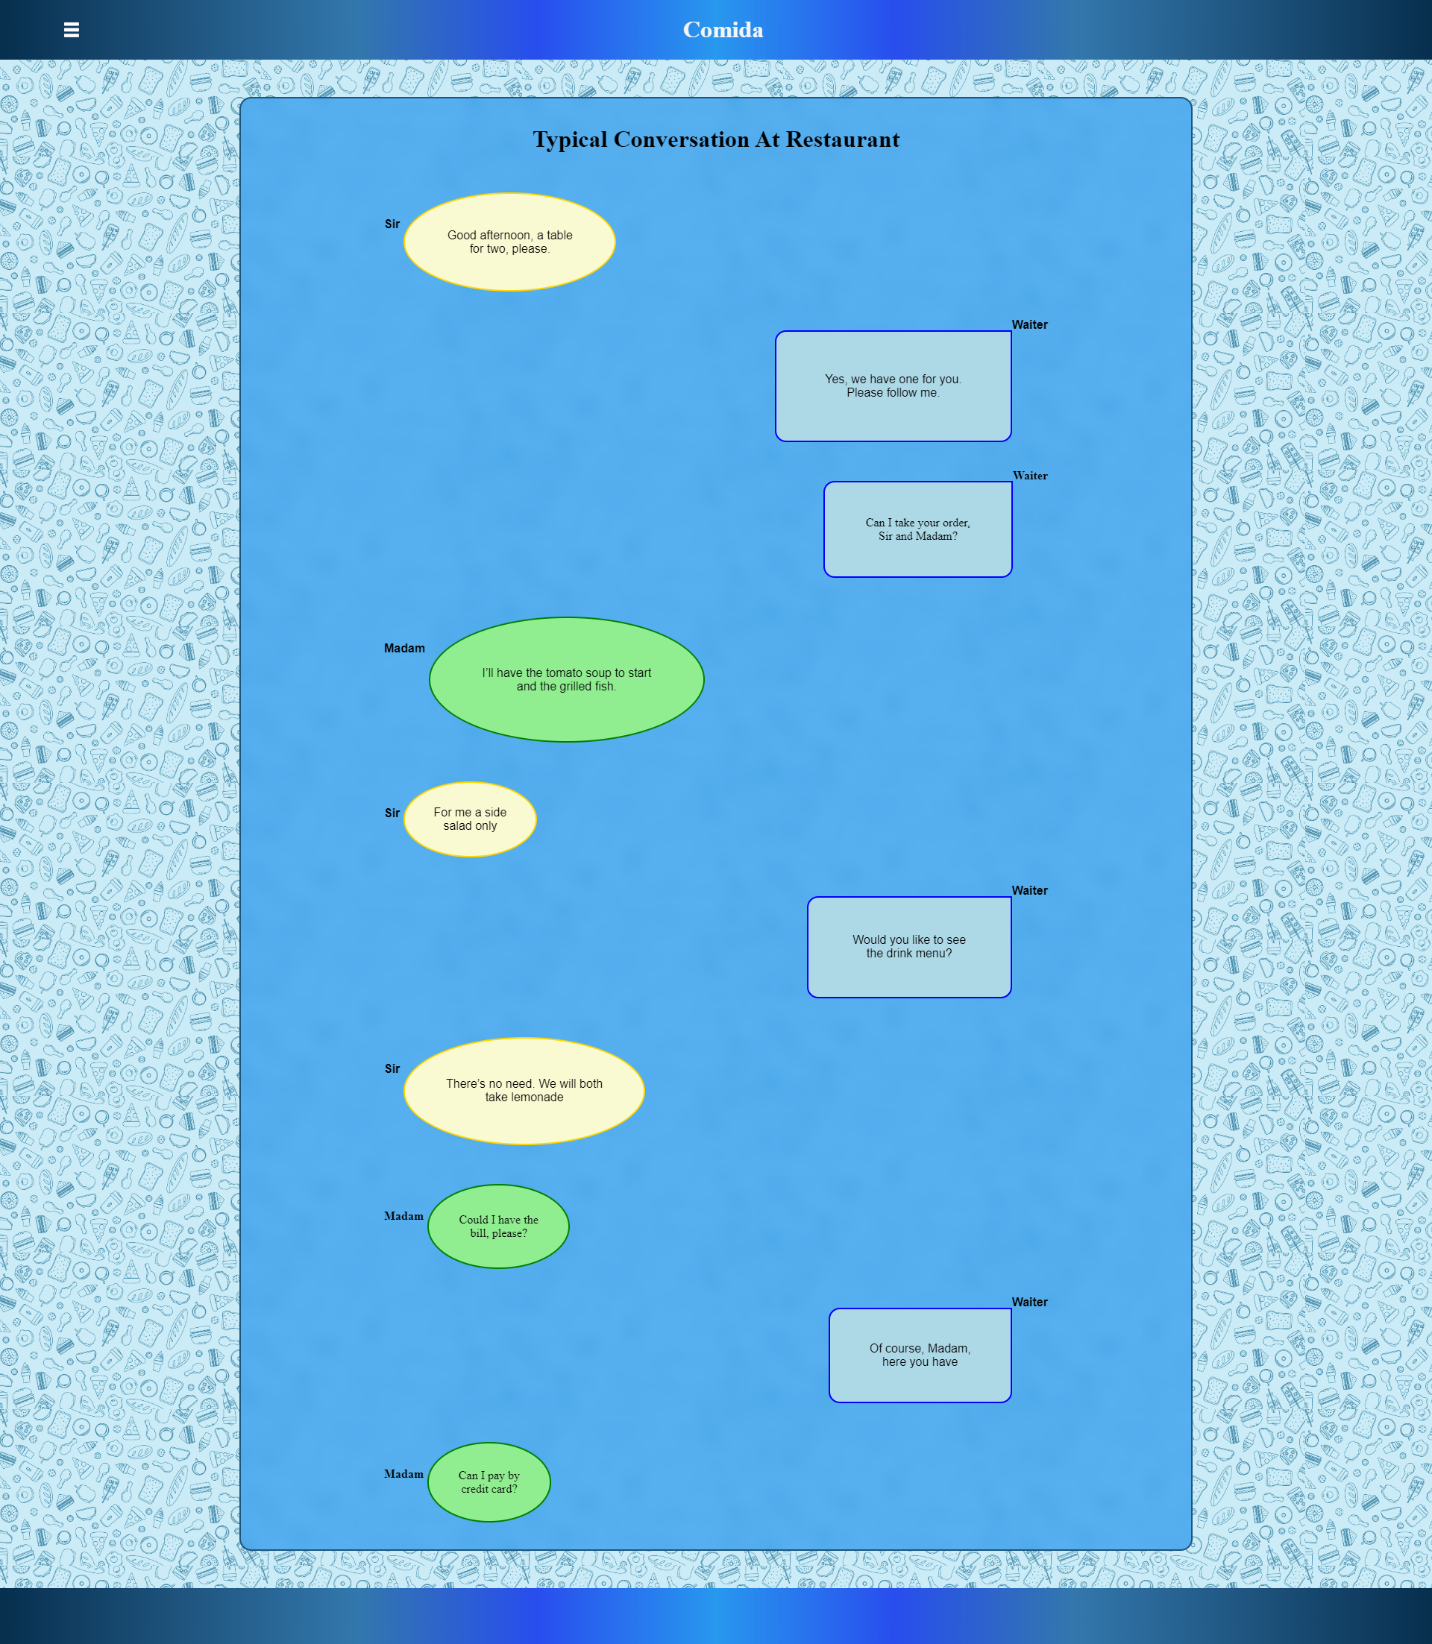 Comida
Typical Conversation At Restaurant
Sir
Good afternoon, a table
for two, please.
Waiter
Yes, we have one for you.
Please follow me.
Waiter
Can I take your order,
Sir and Madam?
Madam
I'll have the tomato soup to start
and the grilled fish.
Sir
For me a side
salad only
Waiter
Would you like to see
the drink menu?
Sir
There's no need. We will both
take lemonade
Madam
Could I have the
bill, please?
Waiter
Of course, Madam,
here you have
Madam
Can I pay by
credit card?